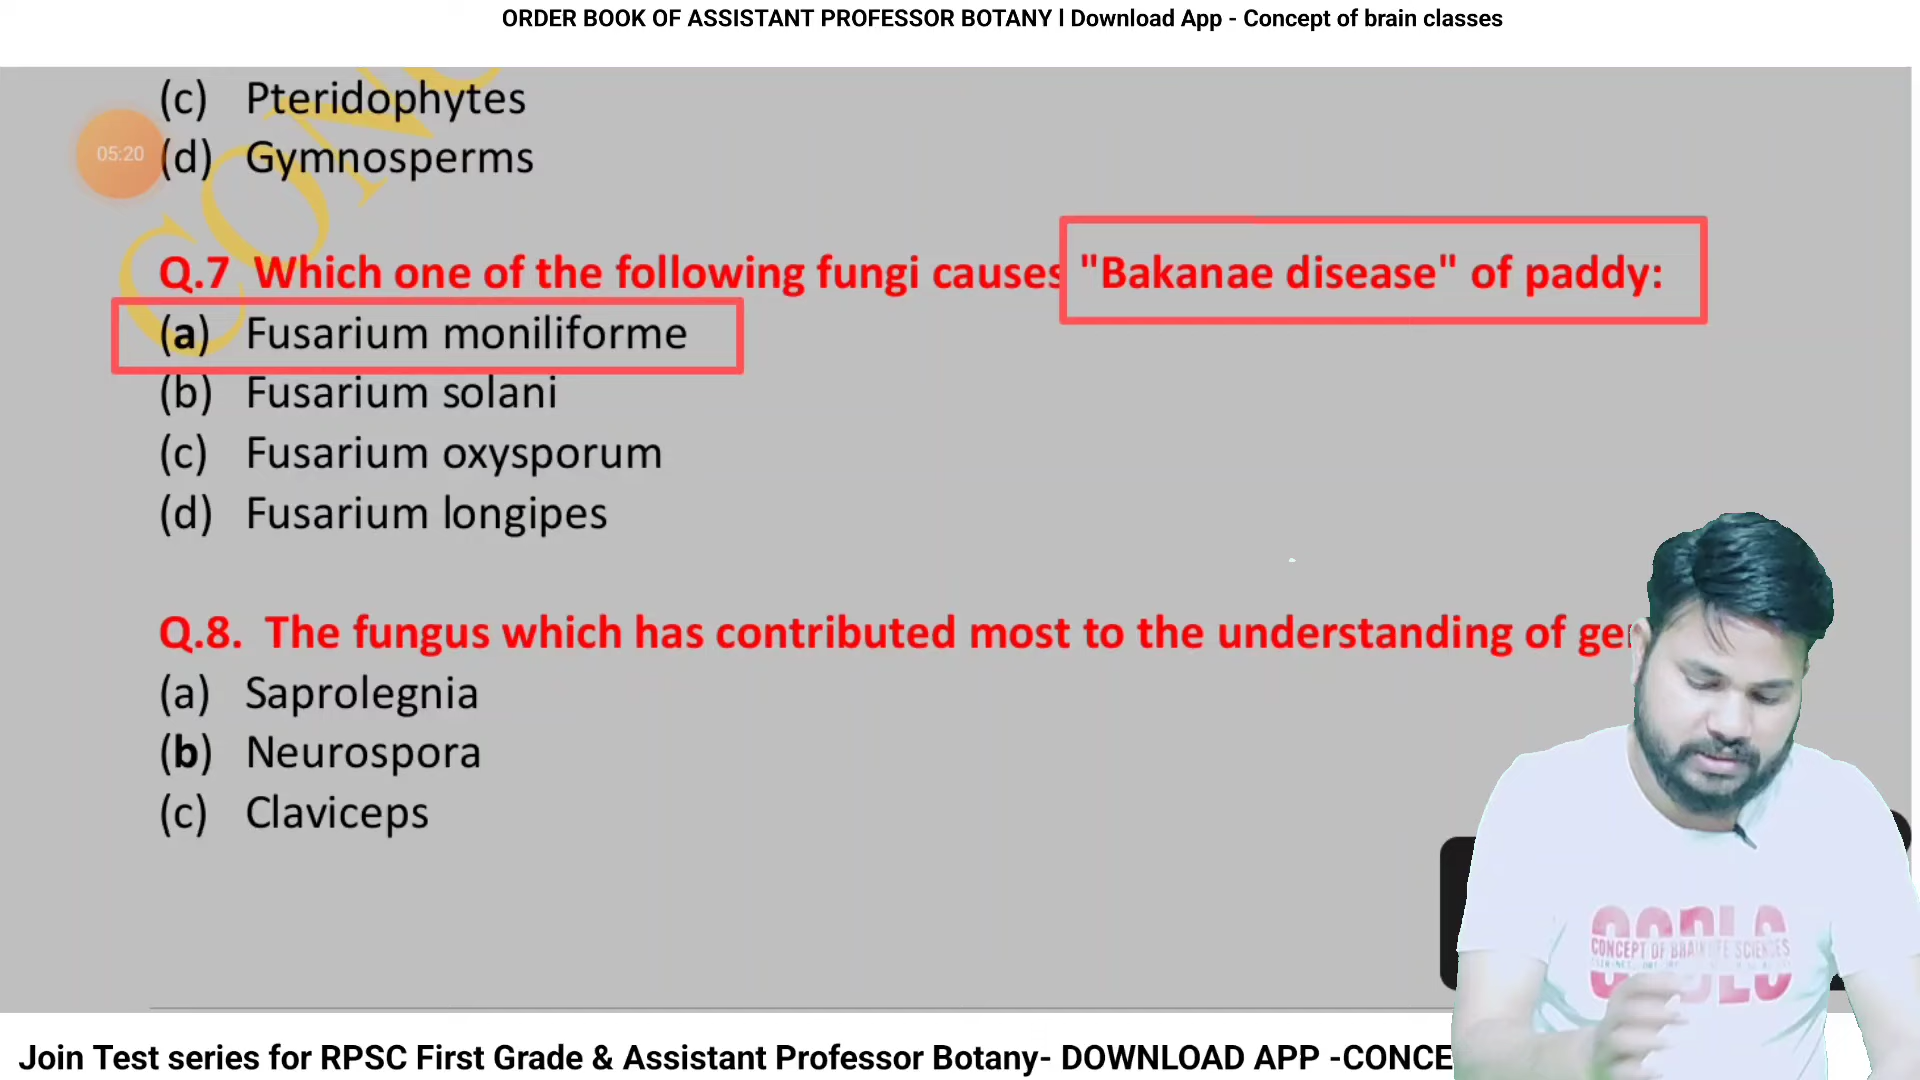 ORDER BOOK OF ASSISTANT PROFESSOR BOTANY l Download App - Concept of brain classes
(c) Pteridophytes
05:20
(d) Gymnosperms
Q.7 Which one of the following fungi causes "Bakanae disease" of paddy:
(a) Fusarium moniliforme
(b) Fusarium solani
(c) Fusarium oxysporum
(d) Fusarium longipes
Q.8. The fungus which has contributed most to the understanding of ge
(a) Saprolegnia
(b) Neurospora
(c) Claviceps
CONCEPT OF
Join Test series for RPSC First Grade & Assistant Professor Botany- DOWNLOAD APP -CONCE